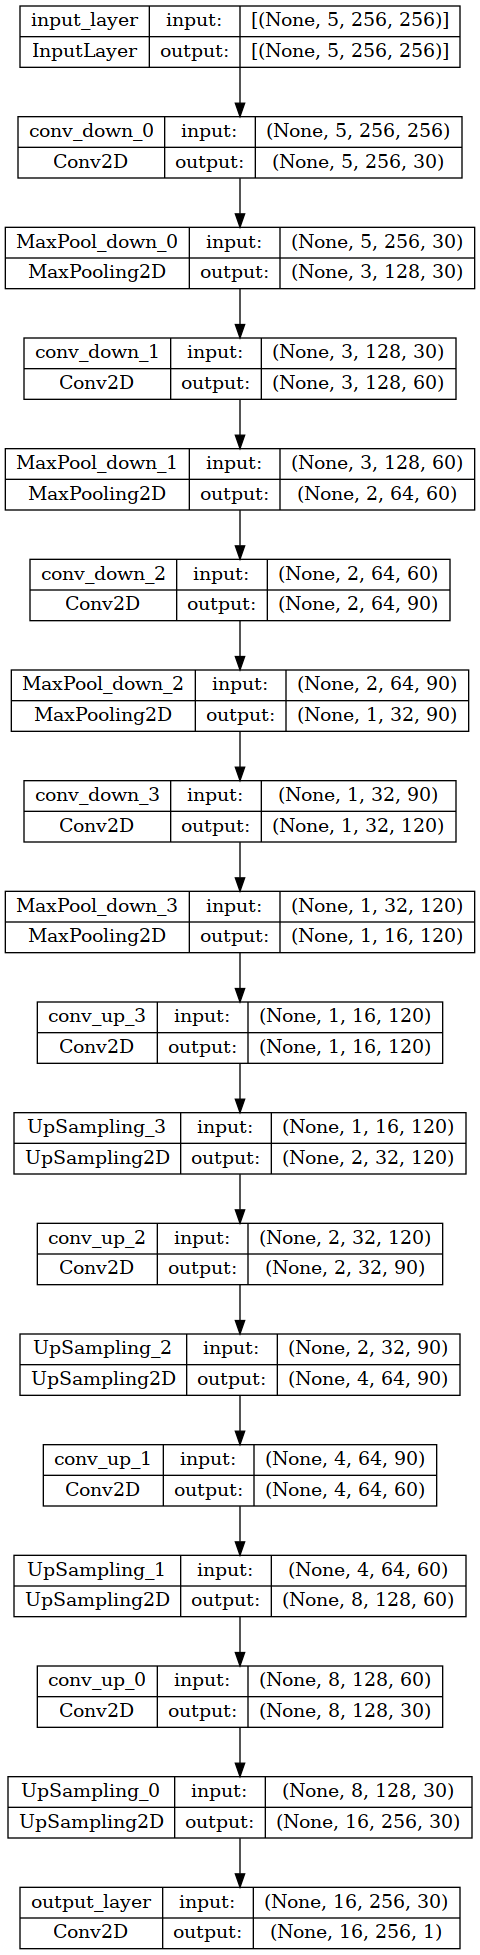 input_layer input: [(None, 5, 256, 256)]
InputLayer output: [(None, 5, 256, 256)]
conv_down_0 input: (None, 5, 256, 256)
Conv2D output: (None, 5, 256, 30)
MaxPool_down_0 input: (None, 5, 256, 30)
MaxPooling2D output: (None, 3, 128, 30)
conv_down_1 input: (None, 3, 128, 30)
Conv2D output: (None, 3, 128, 60)
MaxPool_down_1 input: (None, 3, 128, 60)
MaxPooling2D output: (None, 2, 64, 60)
conv_down_2 input: (None, 2, 64, 60)
Conv2D output: (None, 2, 64, 90)
MaxPool_down_2 input: (None, 2, 64, 90)
MaxPooling2D output: (None, 1, 32, 90)
conv_down_3 input: (None, 1, 32, 90)
Conv2D output: (None, 1, 32, 120)
MaxPool_down_3 input: (None, 1, 32, 120)
MaxPooling2D output: (None, 1, 16, 120)
conv_up_3 input: (None, 1, 16, 120)
Conv2D output: (None, 1, 16, 120)
UpSampling_3 input: (None, 1, 16, 120)
UpSampling2D output: (None, 2, 32, 120)
conv_up_2 input: (None, 2, 32, 120)
Conv2D output: (None, 2, 32, 90)
UpSampling_2 input: (None, 2, 32, 90)
UpSampling2D output: (None, 4, 64, 90)
conv_up_1 input: (None, 4, 64, 90)
Conv2D output: (None, 4, 64, 60)
UpSampling_1 input: (None, 4, 64, 60)
UpSampling2D output: (None, 8, 128, 60)
conv_up_0 input: (None, 8, 128, 60)
Conv2D output: (None, 8, 128, 30)
UpSampling_0 input: (None, 8, 128, 30)
UpSampling2D output: (None, 16, 256, 30)
output_layer input: (None, 16, 256, 30)
Conv2D output: (None, 16, 256, 1)